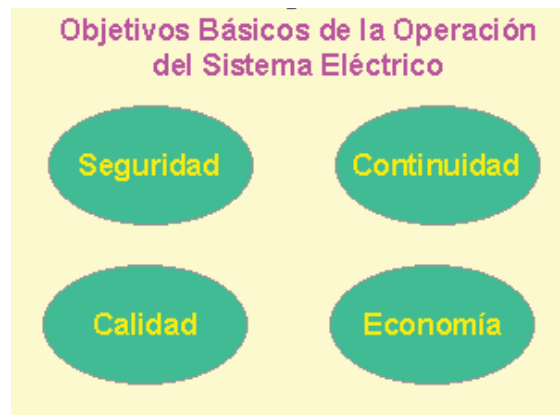 Objetivos Básicos de la Operación
del Sistema Eléctrico
Seguridad
Continuidad
Calidad
Economía